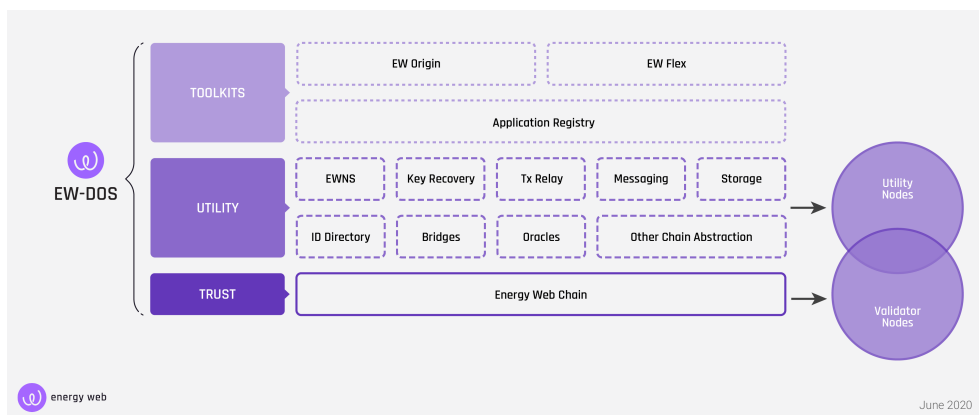 EW-DOS
TOOLKITS
EW Origin
EW Flex
Application Registry
UTILITY
EWNS
Key Recovery
Tx Relay
Messaging
Storage
ID Directory
Bridges
Oracles
Other Chain Abstraction
TRUST
Energy Web Chain
Utility
Nodes
Validator
Nodes
energy web
June 2020